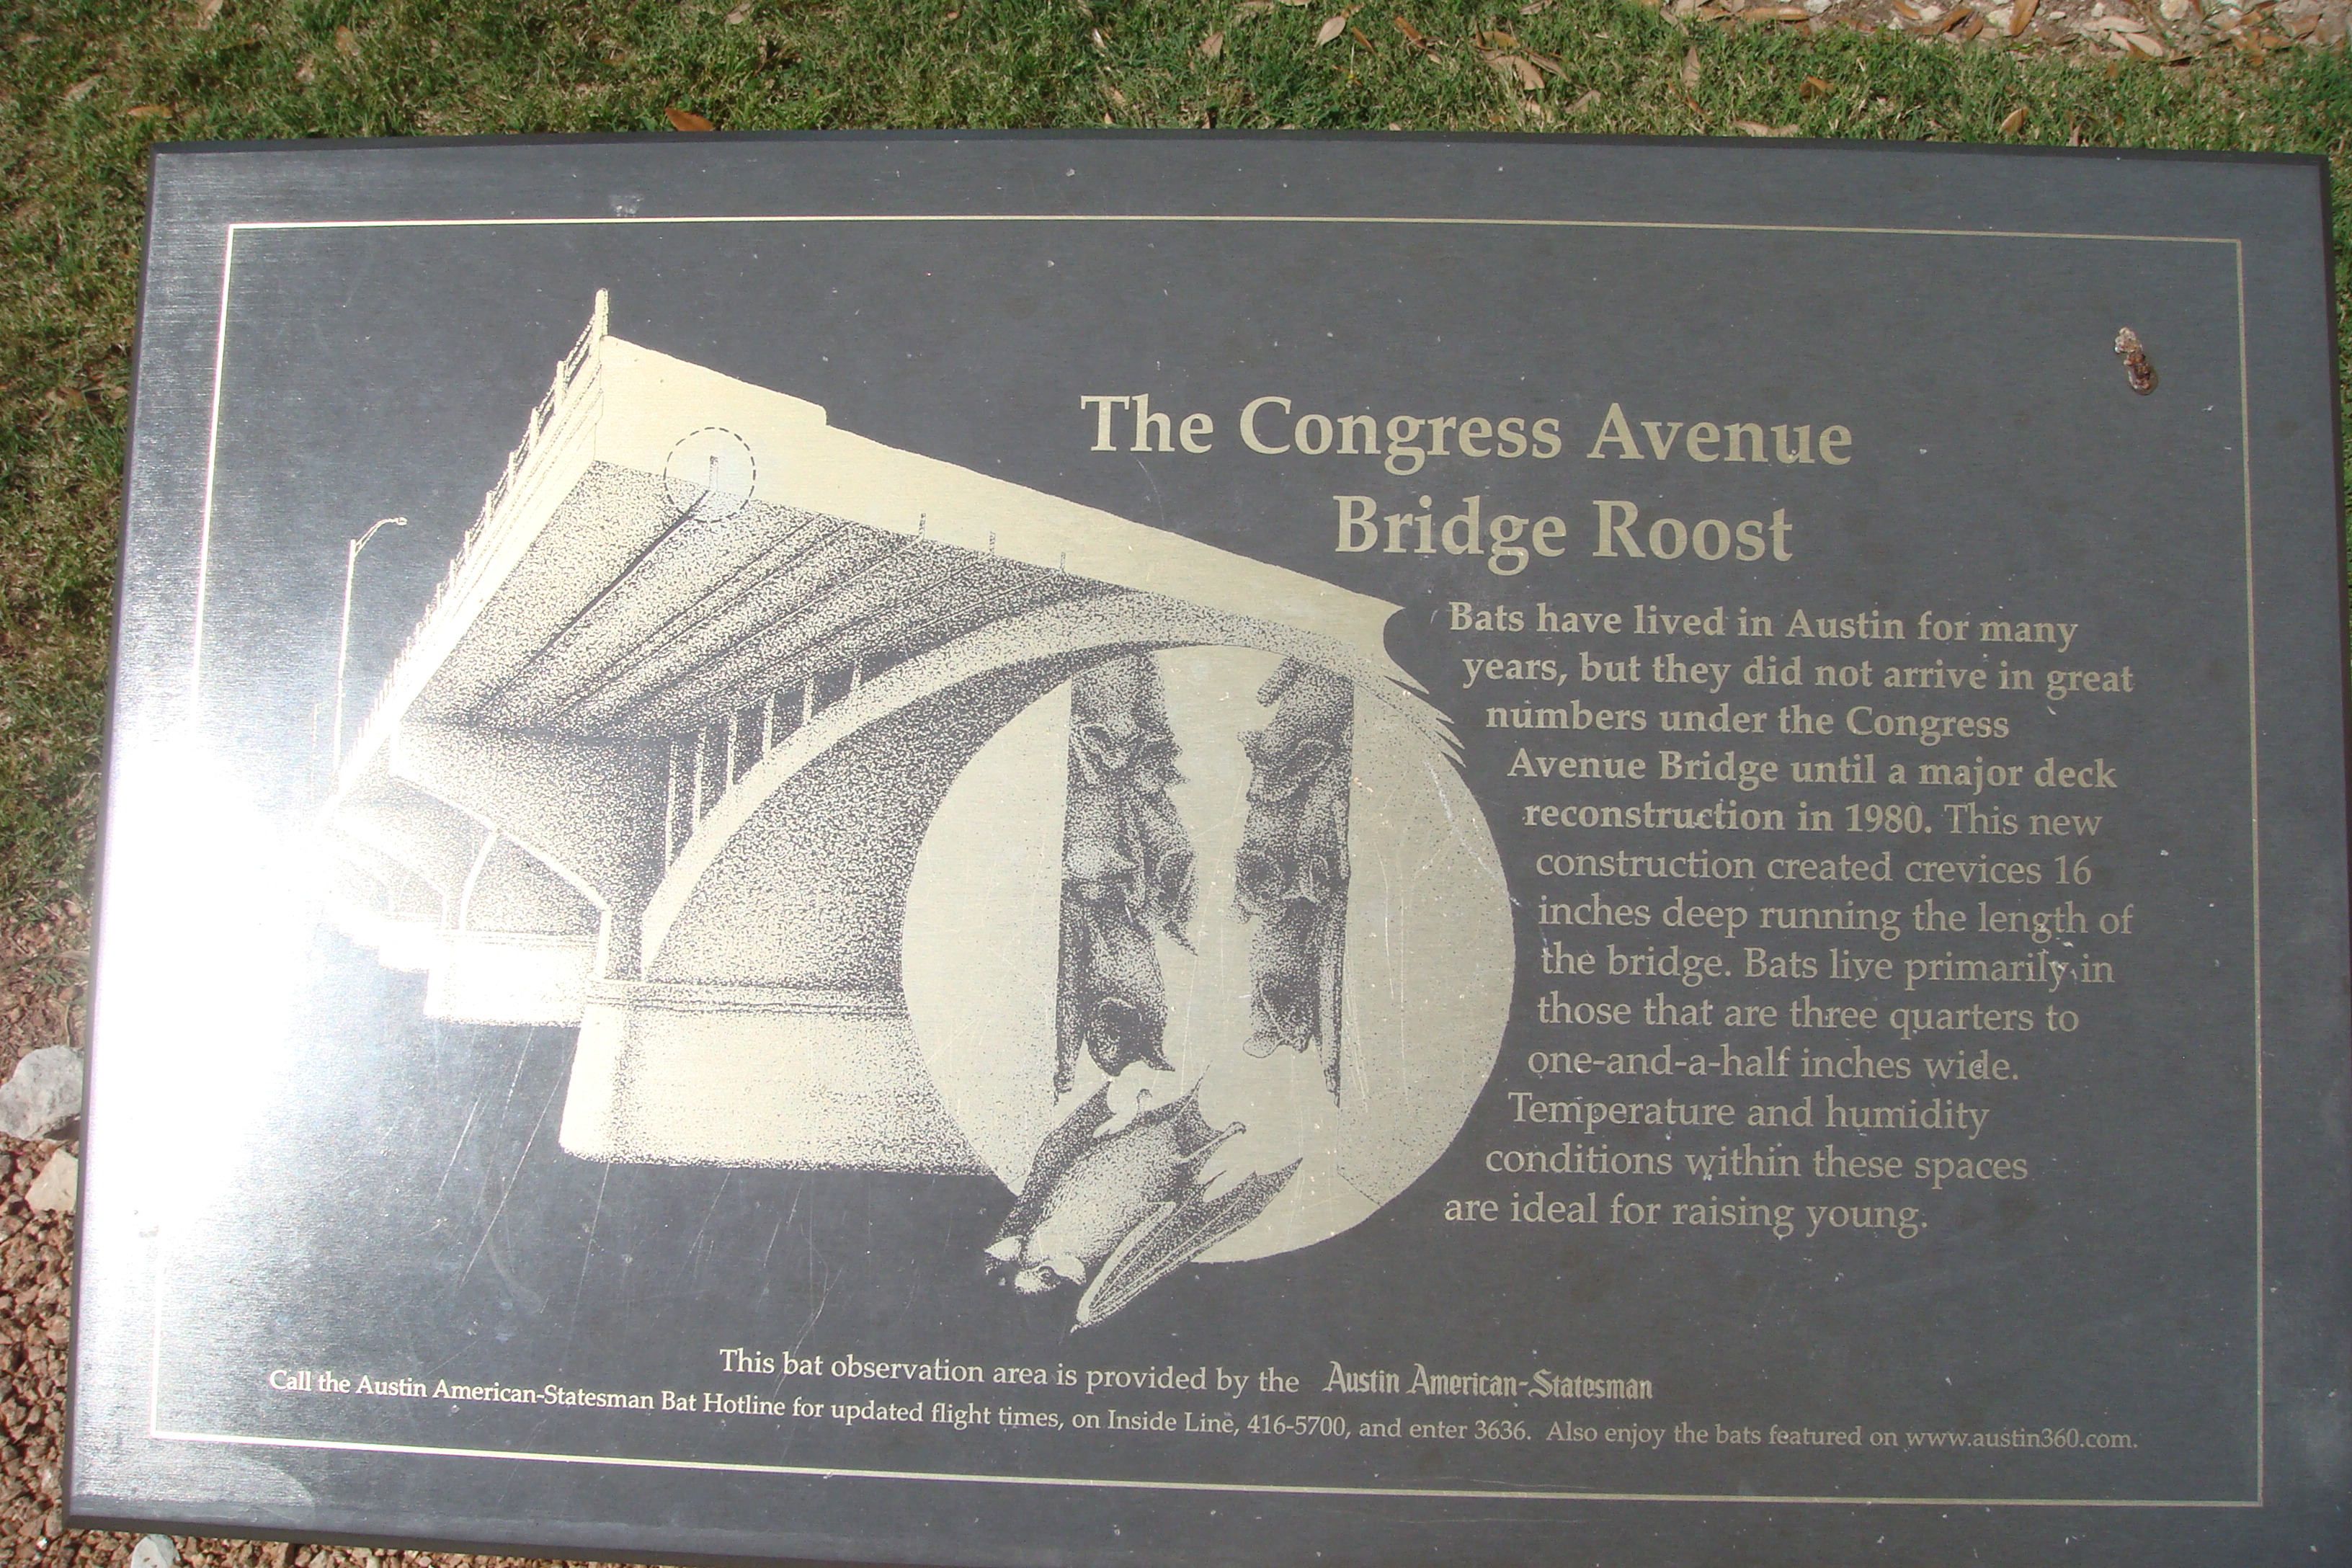 The Congress Avenue
Bridge Roost
Bats have lived in Austin for many
years, but they did not arrive in great
numbers under the Congress
Avenue Bridge until a major deck
reconstruction in 1980. This new
construction created crevices 16
inches deep running the length of
the bridge. Bats live primarily in
those that are three quarters to
one-and-a-half inches wide.
Temperature and humidity
conditions within these spaces
are ideal for raising young.
This bat observation area is provided by the Austin American-Statesman
Call the Austin American-Statesman Bat Hotline for updated flight times, on Inside Line, 416-5700, and enter 3636. Also enjoy the bats featured on www.austin360.com.